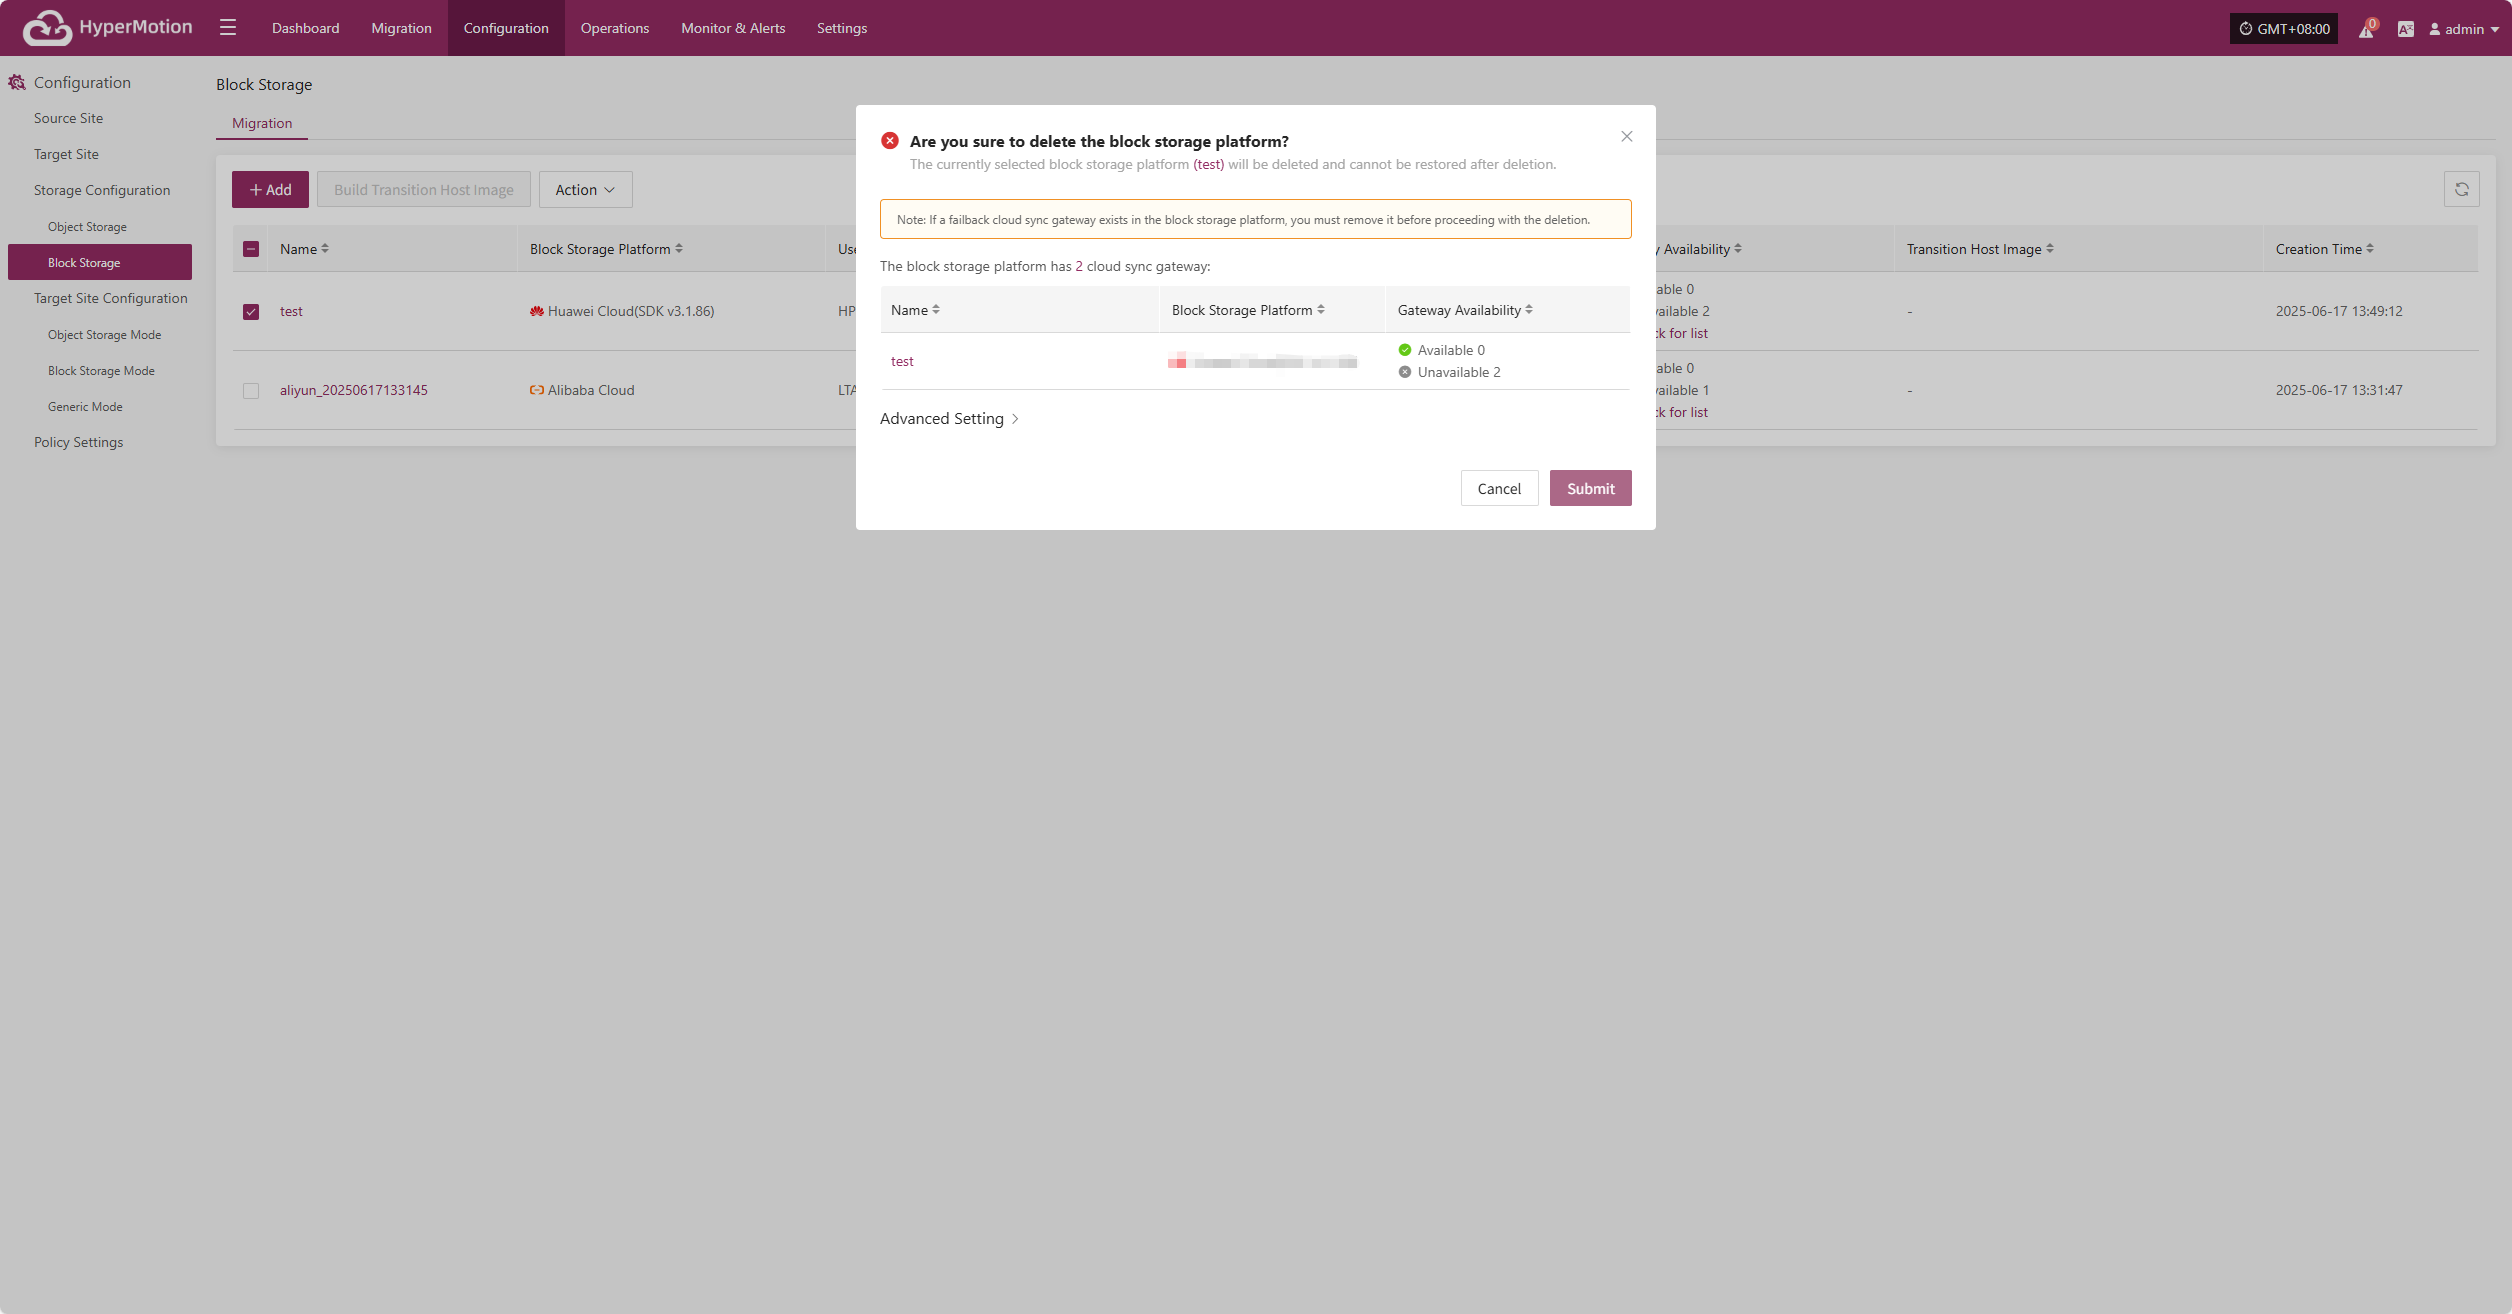 HyperMotion
Dashboard
Migration
Configuration
Operations
Monitor & Alerts
Settings
GMT+08:00
0
admin
Configuration
Source Site
Target Site
Storage Configuration
Object Storage
Block Storage
Target Site Configuration
Object Storage Mode
Block Storage Mode
Generic Mode
Policy Settings
Block Storage
Migration
Add
Build Transition Host Image
Action
Name
Block Storage Platform
Use
y Availability
Transition Host Image
Creation Time
test
Huawei Cloud(SDK v3.1.86)
HP
able 0
vailable 2
ck for list
-
2025-06-17 13:49:12
aliyun_20250617133145
Alibaba Cloud
LTA
able 0
vailable 1
ck for list
-
2025-06-17 13:31:47
Are you sure to delete the block storage platform?
The currently selected block storage platform (test) will be deleted and cannot be restored after deletion.
Note: If a failback cloud sync gateway exists in the block storage platform, you must remove it before proceeding with the deletion.
The block storage platform has 2 cloud sync gateway:
Name
Block Storage Platform
Gateway Availability
test
Available 0
Unavailable 2
Advanced Setting
Cancel
Submit